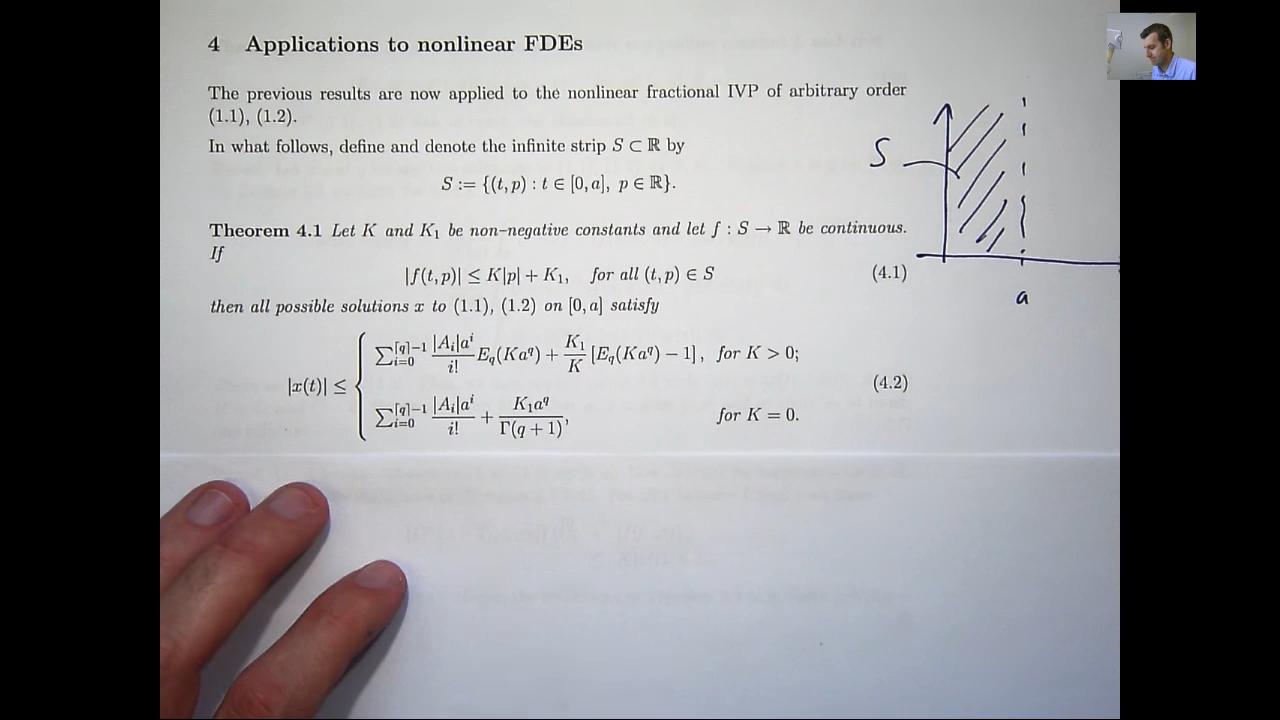 4 Applications to nonlinear FDEs
The previous results are now applied to the nonlinear fractional IVP of arbitrary order
(1.1), (1.2).
In what follows, define and denote the infinite strip S ⊂ ℝ by
S := {(t, p) : t ∈ [0, a], p ∈ ℝ}.
Theorem 4.1 Let K and K₁ be non-negative constants and let f : S → ℝ be continuous.
If
|f(t, p)| ≤ K|p| + K₁, for all (t, p) ∈ S (4.1)
then all possible solutions x to (1.1), (1.2) on [0, a] satisfy
|x(t)| ≤ { ∑_{i=0}^{⌈q⌉-1} |A_i|a^i / i! E_q(Ka^q) + K₁/K [E_q(Ka^q) − 1], for K > 0;
∑_{i=0}^{⌈q⌉-1} |A_i|a^i / i! + K₁a^q / Γ(q + 1), for K = 0. (4.2)
S
a